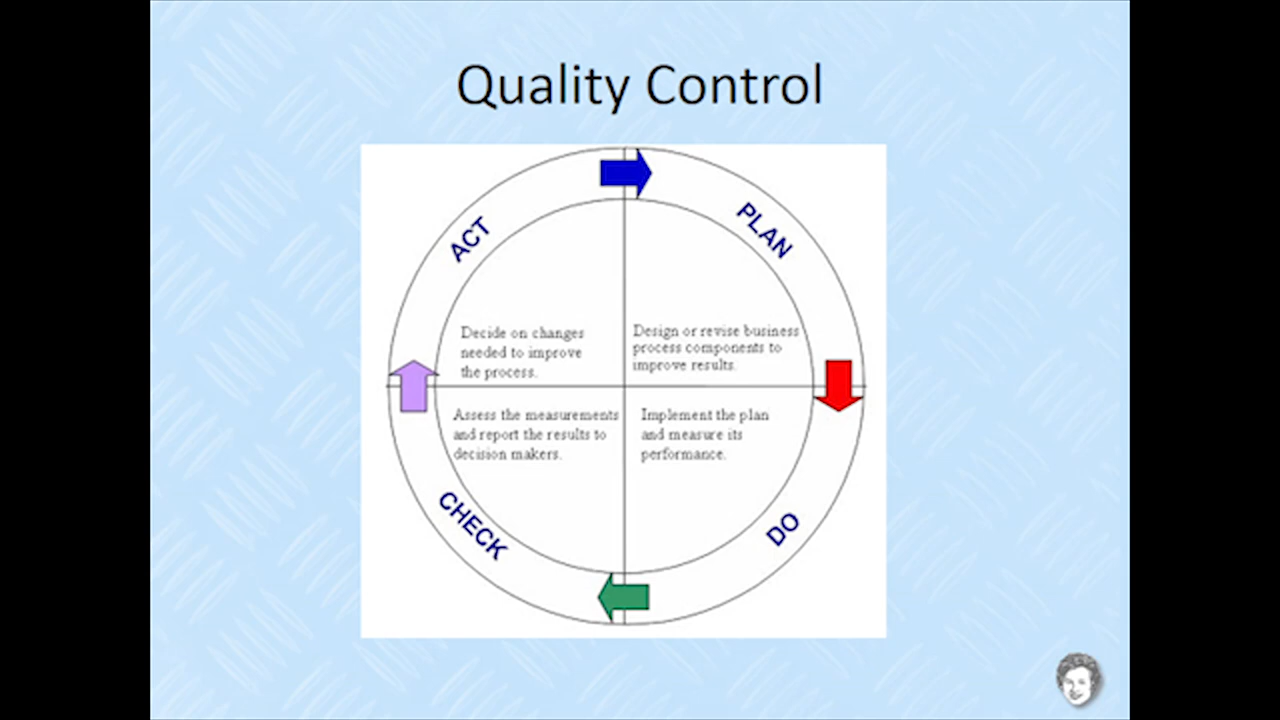 Quality Control
ACT
PLAN
Decide on changes
needed to improve
the process.
Design or revise business
process components to
improve results.
Assess the measurements
and report the results to
decision makers.
Implement the plan
and measure its
performance.
CHECK
DO